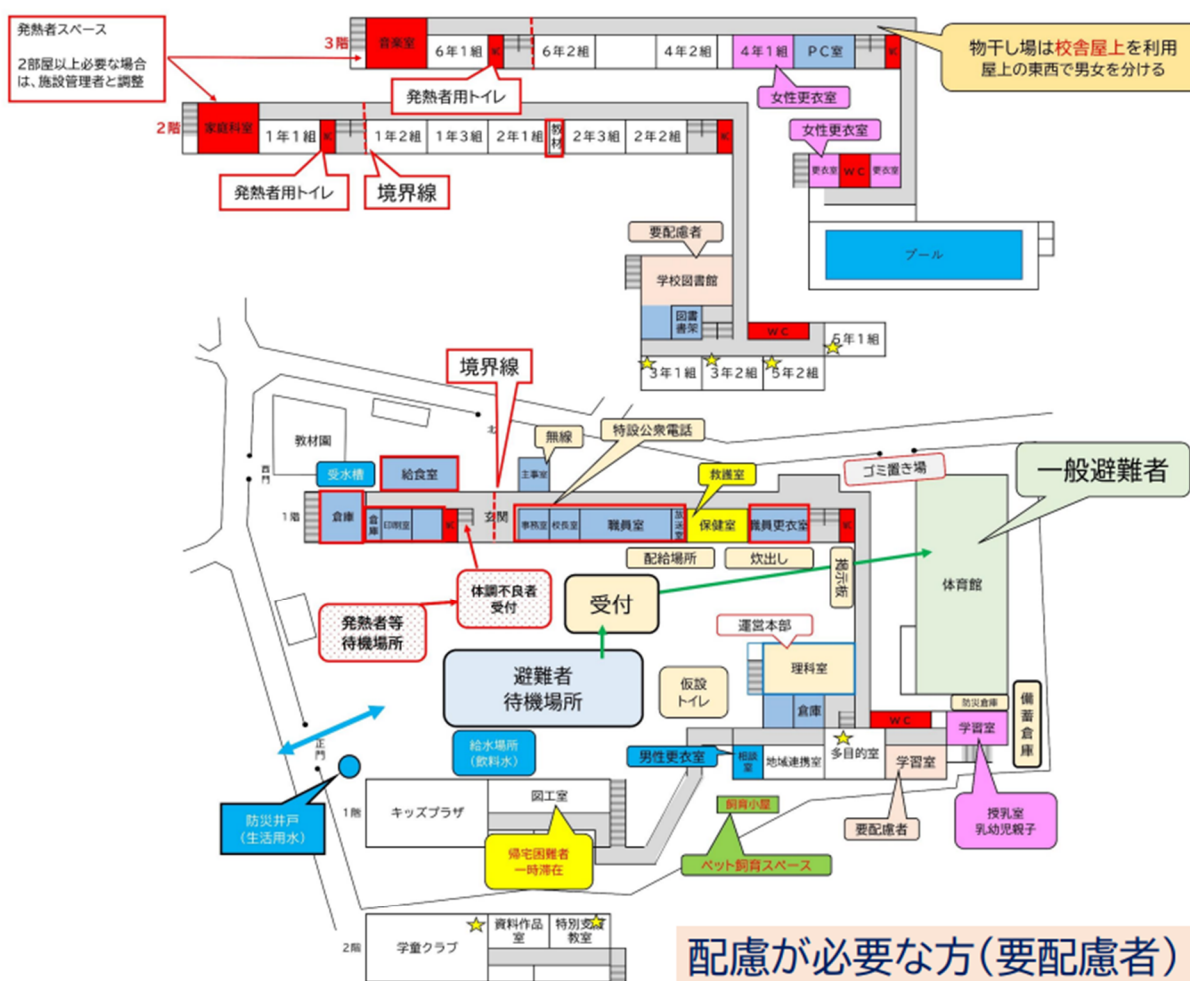 発熱者スペース
2部屋以上必要な場合
は、施設管理者と調整
3階
音楽室
6年1組
6年2組
4年2組
4年1組
PC室
物干し場は校舎屋上を利用
屋上の東西で男女を分ける
発熱者用トイレ
女性更衣室
2階
家庭科室
1年1組
1年2組
1年3組
2年1組
教材
2年3組
2年2組
女性更衣室
更衣室
WC
更衣室
発熱者用トイレ
境界線
要配慮者
学校図書館
図書
書架
プール
WC
5年1組
3年1組
3年2組
5年2組
境界線
教材園
北
西門
受水槽
給食室
無線
主事室
特設公衆電話
救護室
ゴミ置き場
一般避難者
1階
倉庫
倉庫
印刷室
玄関
事務室
校長室
職員室
放送室
保健室
職員更衣室
配給場所
炊出し
掲示板
体育館
体調不良者
受付
受付
発熱者等
待機場所
避難者
待機場所
仮設
トイレ
運営本部
理科室
倉庫
WC
防災倉庫
学習室
備蓄倉庫
正門
給水場所
(飲料水)
男性更衣室
相談室
地域連携室
多目的室
学習室
防災井戸
(生活用水)
1階
キッズプラザ
図工室
飼育小屋
要配慮者
授乳室
乳幼児親子
帰宅困難者
一時滞在
ペット飼育スペース
2階
学童クラブ
資料作品
室
特別支援
教室
配慮が必要な方(要配慮者)